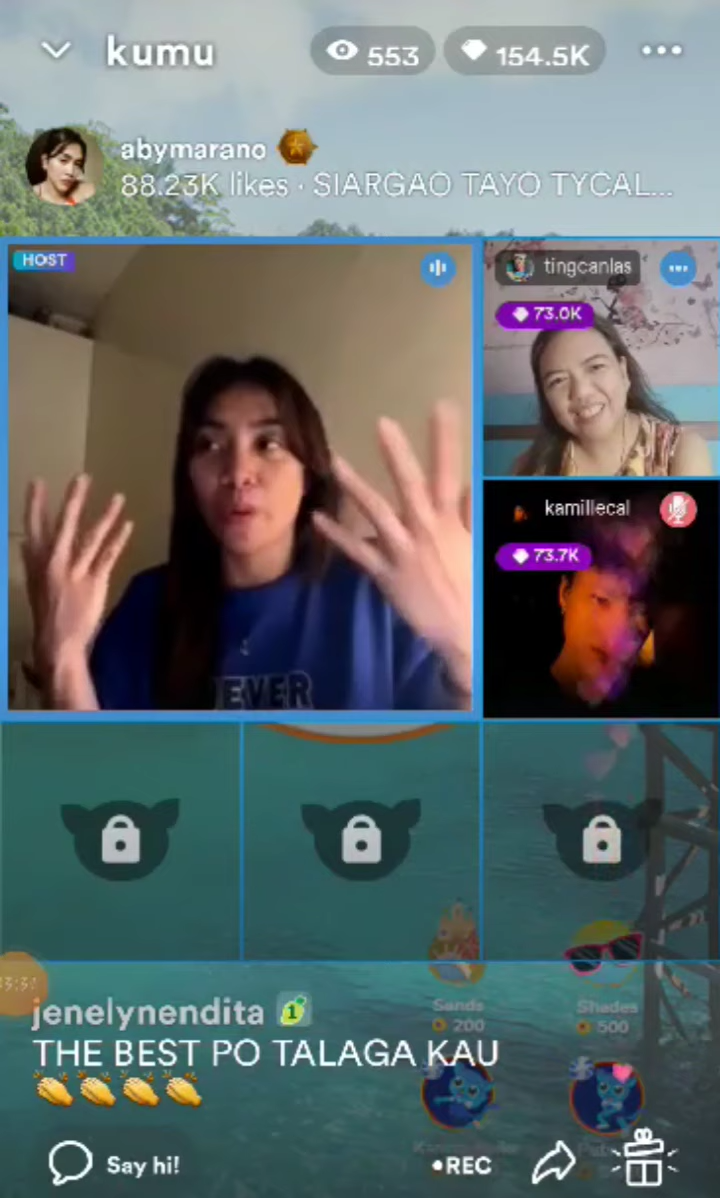 kumu
553
154.5K
abymarano
88.23K likes · SIARGAO TAYO TYCAL...
HOST
tingcanlas
73.0K
kamillecal
73.7K
EVER
jenelynendita
1
THE BEST PO TALAGA KAU
Sands
200
Shades
500
Say hi!
•REC